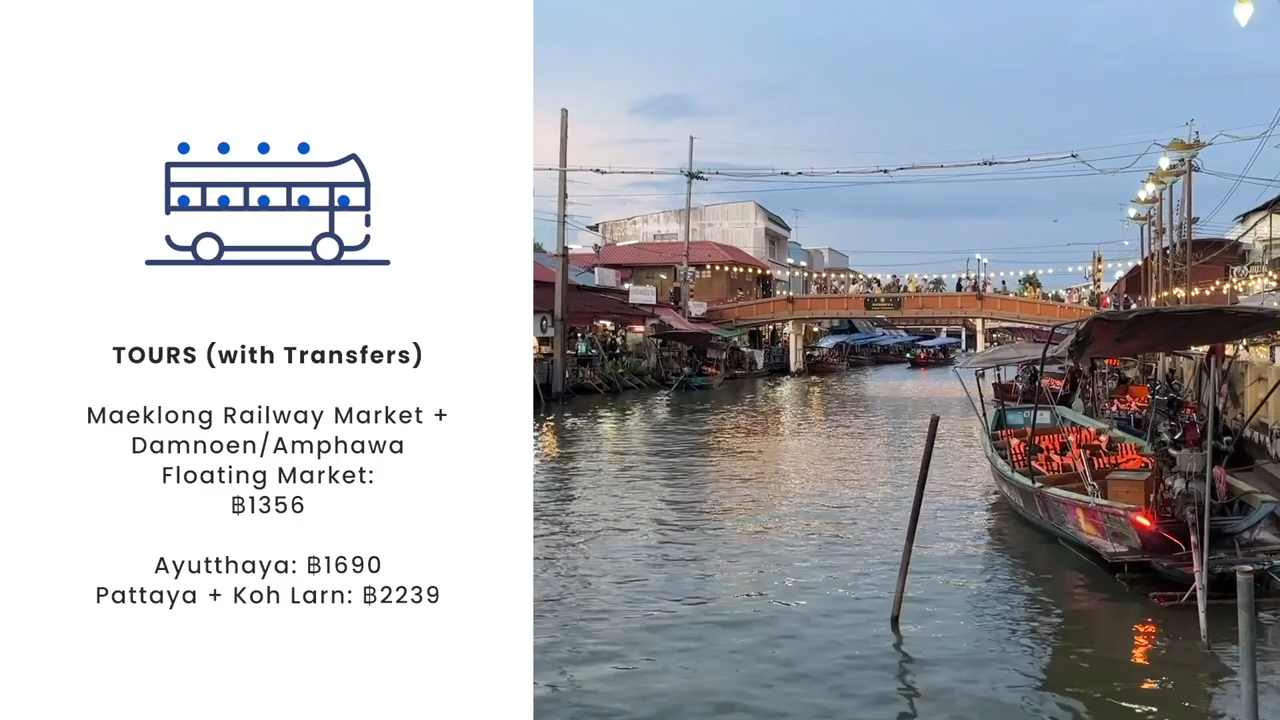 TOURS (with Transfers)
Maeklong Railway Market +
Damnoen/Amphawa
Floating Market:
฿1356
Ayutthaya: ฿1690
Pattaya + Koh Larn: ฿2239